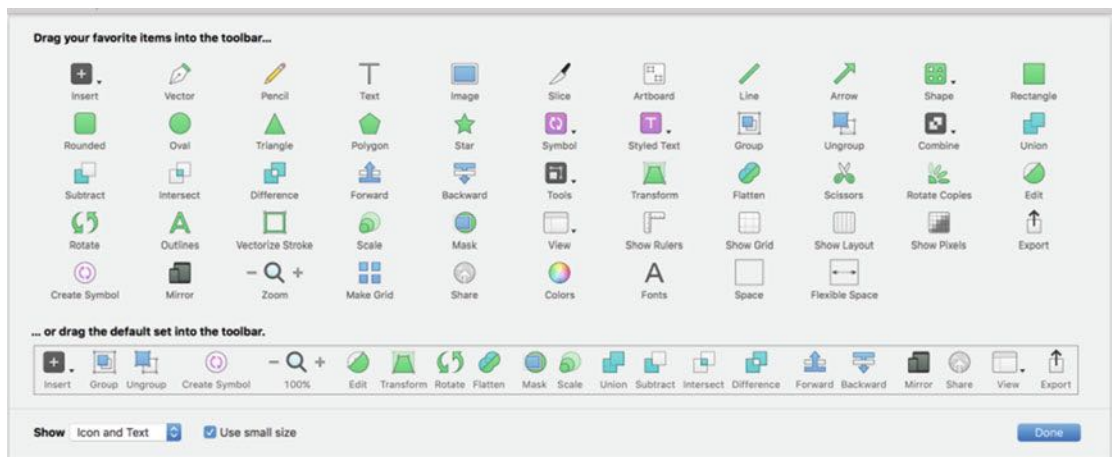 Drag your favorite items into the toolbar...
Insert Vector Pencil Text Image Slice Artboard Line Arrow Shape Rectangle
Rounded Oval Triangle Polygon Star Symbol Styled Text Group Ungroup Combine Union
Subtract Intersect Difference Forward Backward Tools Transform Flatten Scissors Rotate Copies Edit
Rotate Outlines Vectorize Stroke Scale Mask View Show Rulers Show Grid Show Layout Show Pixels Export
Create Symbol Mirror Zoom Make Grid Share Colors Fonts Space Flexible Space
... or drag the default set into the toolbar.
Insert Group Ungroup Create Symbol 100% Edit Transform Rotate Flatten Mask Scale Union Subtract Intersect Difference Forward Backward Mirror Share View Export
Show Icon and Text Use small size Done